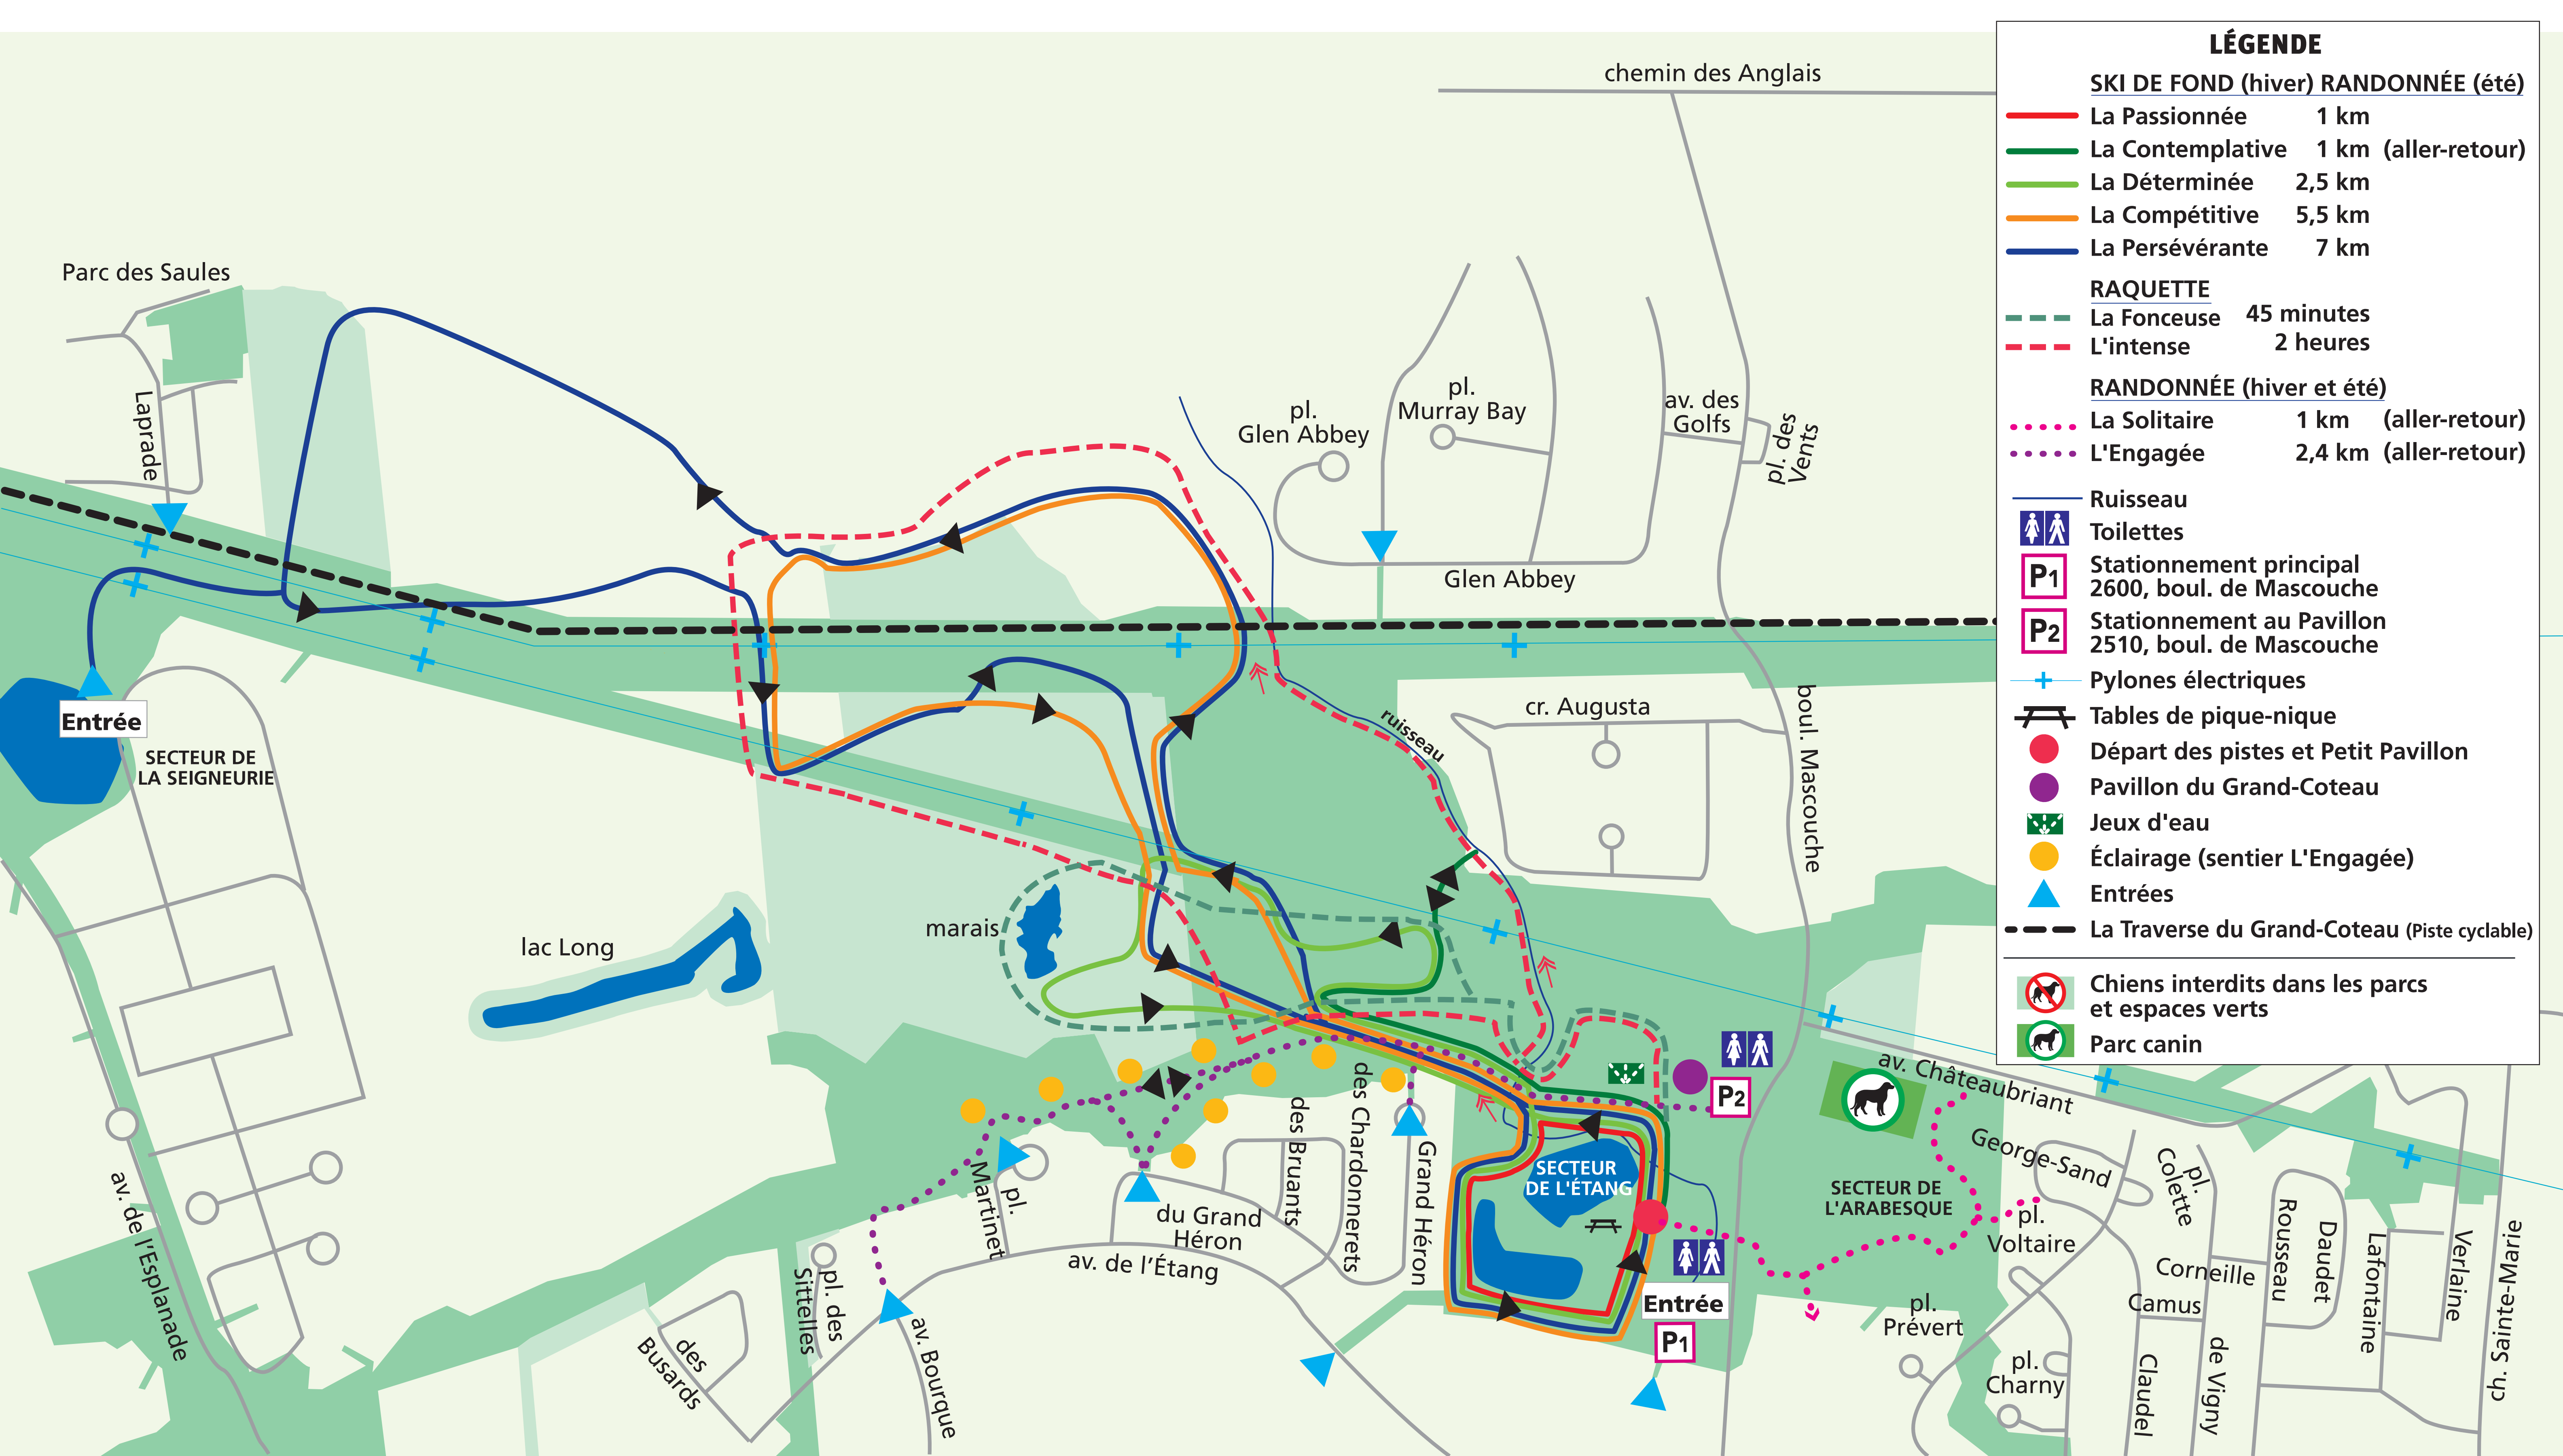 LÉGENDE
SKI DE FOND (hiver) RANDONNÉE (été)
La Passionnée 1 km
La Contemplative 1 km (aller-retour)
La Déterminée 2,5 km
La Compétitive 5,5 km
La Persévérante 7 km
RAQUETTE
La Fonceuse 45 minutes
L'intense 2 heures
RANDONNÉE (hiver et été)
La Solitaire 1 km (aller-retour)
L'Engagée 2,4 km (aller-retour)
Ruisseau
Toilettes
P1 Stationnement principal
2600, boul. de Mascouche
P2 Stationnement au Pavillon
2510, boul. de Mascouche
Pylones électriques
Tables de pique-nique
Départ des pistes et Petit Pavillon
Pavillon du Grand-Coteau
Jeux d'eau
Éclairage (sentier L'Engagée)
Entrées
La Traverse du Grand-Coteau (Piste cyclable)
Chiens interdits dans les parcs
et espaces verts
Parc canin
chemin des Anglais
Parc des Saules
Laprade
pl.
Glen Abbey
pl.
Murray Bay
av. des
Golfs
pl. des
Vents
Glen Abbey
cr. Augusta
boul. Mascouche
ruisseau
Entrée
SECTEUR DE
LA SEIGNEURIE
lac Long
marais
av. de l'Esplanade
des
Busards
pl. des
Sittelles
av. Bourque
pl.
Martinet
av. de l'Étang
du Grand
Héron
des Bruants
des Chardonnerets
Grand Héron
SECTEUR
DE L'ÉTANG
P2
Entrée
P1
av. Châteaubriant
George-Sand
SECTEUR DE
L'ARABESQUE
pl.
Voltaire
pl.
Prévert
pl.
Charny
pl.
Colette
Corneille
Camus
Claudel
de Vigny
Rousseau
Daudet
Lafontaine
Verlaine
ch. Sainte-Marie